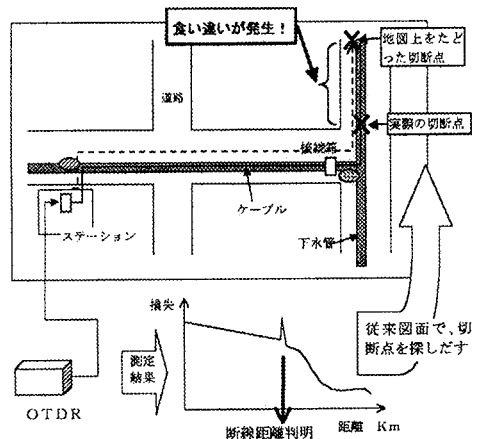 食い違いが発生！
地図上をたど
った切断点
道路
実際の切断点
接続箱
ケーブル
ステーション
下水管
損失
従来図面で、切
断点を探しだす
測定
結果
OTDR
距離 Km
断線距離判明